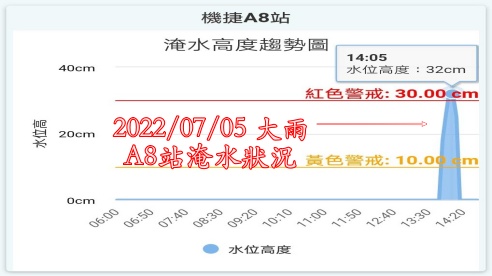 機捷A8站
淹水高度趨勢圖
14:05
水位高度：32cm
40cm
紅色警戒: 30.00 cm
20cm
2022/07/05 大雨
A8站淹水狀況
黃色警戒: 10.00 cm
0cm
水位高
06:00 06:50 07:40 08:30 09:20 10:10 11:00 11:50 12:40 13:30 14:20
水位高度